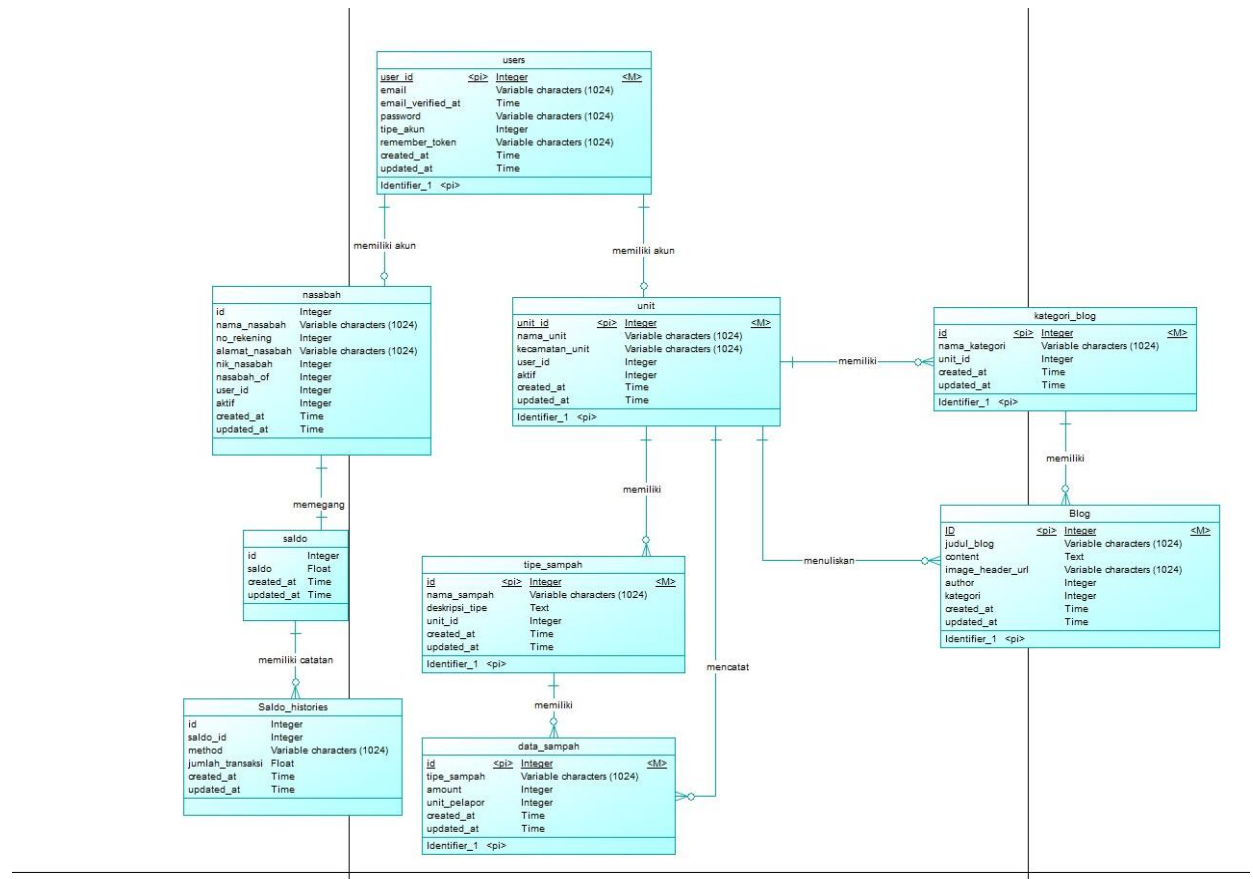 users
user_id <pi> Integer <M>
email Variable characters (1024)
email_verified_at Time
password Variable characters (1024)
tipe_akun Integer
remember_token Variable characters (1024)
created_at Time
updated_at Time
Identifier_1 <pi>
memiliki akun
memiliki akun
nasabah
id Integer
nama_nasabah Variable characters (1024)
no_rekening Integer
alamat_nasabah Variable characters (1024)
nik_nasabah Integer
nasabah_of Integer
user_id Integer
aktif Integer
created_at Time
updated_at Time
unit
unit_id <pi> Integer <M>
nama_unit Variable characters (1024)
kecamatan_unit Variable characters (1024)
user_id Integer
aktif Integer
created_at Time
updated_at Time
Identifier_1 <pi>
memiliki
kategori_blog
id <pi> Integer <M>
nama_kategori Variable characters (1024)
unit_id Integer
created_at Time
updated_at Time
Identifier_1 <pi>
memiliki
memegang
memiliki
saldo
id Integer
saldo Float
created_at Time
updated_at Time
Blog
ID <pi> Integer <M>
judul_blog Variable characters (1024)
content Text
image_header_url Variable characters (1024)
author Integer
kategori Integer
created_at Time
updated_at Time
Identifier_1 <pi>
menuliskan
tipe_sampah
id <pi> Integer <M>
nama_sampah Variable characters (1024)
deskripsi_tipe Text
unit_id Integer
created_at Time
updated_at Time
Identifier_1 <pi>
memiliki catatan
mencatat
memiliki
Saldo_histories
id Integer
saldo_id Integer
method Variable characters (1024)
jumlah_transaksi Float
created_at Time
updated_at Time
data_sampah
id <pi> Integer <M>
tipe_sampah Variable characters (1024)
amount Integer
unit_pelapor Integer
created_at Time
updated_at Time
Identifier_1 <pi>